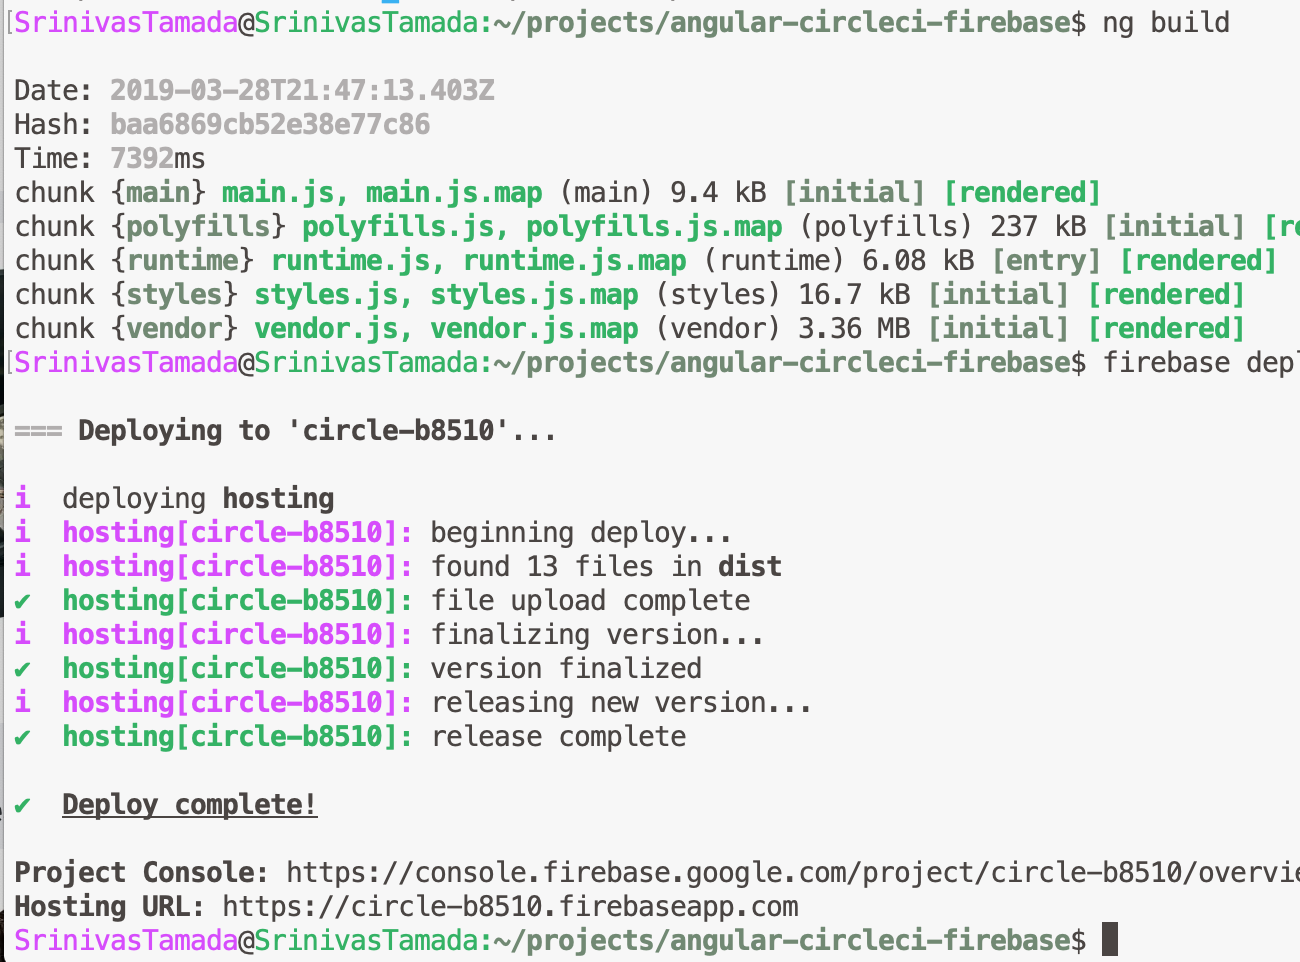 [SrinivasTamada@SrinivasTamada:~/projects/angular-circleci-firebase$ ng build
Date: 2019-03-28T21:47:13.403Z
Hash: baa6869cb52e38e77c86
Time: 7392ms
chunk {main} main.js, main.js.map (main) 9.4 kB [initial] [rendered]
chunk {polyfills} polyfills.js, polyfills.js.map (polyfills) 237 kB [initial] [re
chunk {runtime} runtime.js, runtime.js.map (runtime) 6.08 kB [entry] [rendered]
chunk {styles} styles.js, styles.js.map (styles) 16.7 kB [initial] [rendered]
chunk {vendor} vendor.js, vendor.js.map (vendor) 3.36 MB [initial] [rendered]
[SrinivasTamada@SrinivasTamada:~/projects/angular-circleci-firebase$ firebase depl
=== Deploying to 'circle-b8510'...
i deploying hosting
i hosting[circle-b8510]: beginning deploy...
i hosting[circle-b8510]: found 13 files in dist
✔ hosting[circle-b8510]: file upload complete
i hosting[circle-b8510]: finalizing version...
✔ hosting[circle-b8510]: version finalized
i hosting[circle-b8510]: releasing new version...
✔ hosting[circle-b8510]: release complete
✔ Deploy complete!
Project Console: https://console.firebase.google.com/project/circle-b8510/overvie
Hosting URL: https://circle-b8510.firebaseapp.com
SrinivasTamada@SrinivasTamada:~/projects/angular-circleci-firebase$